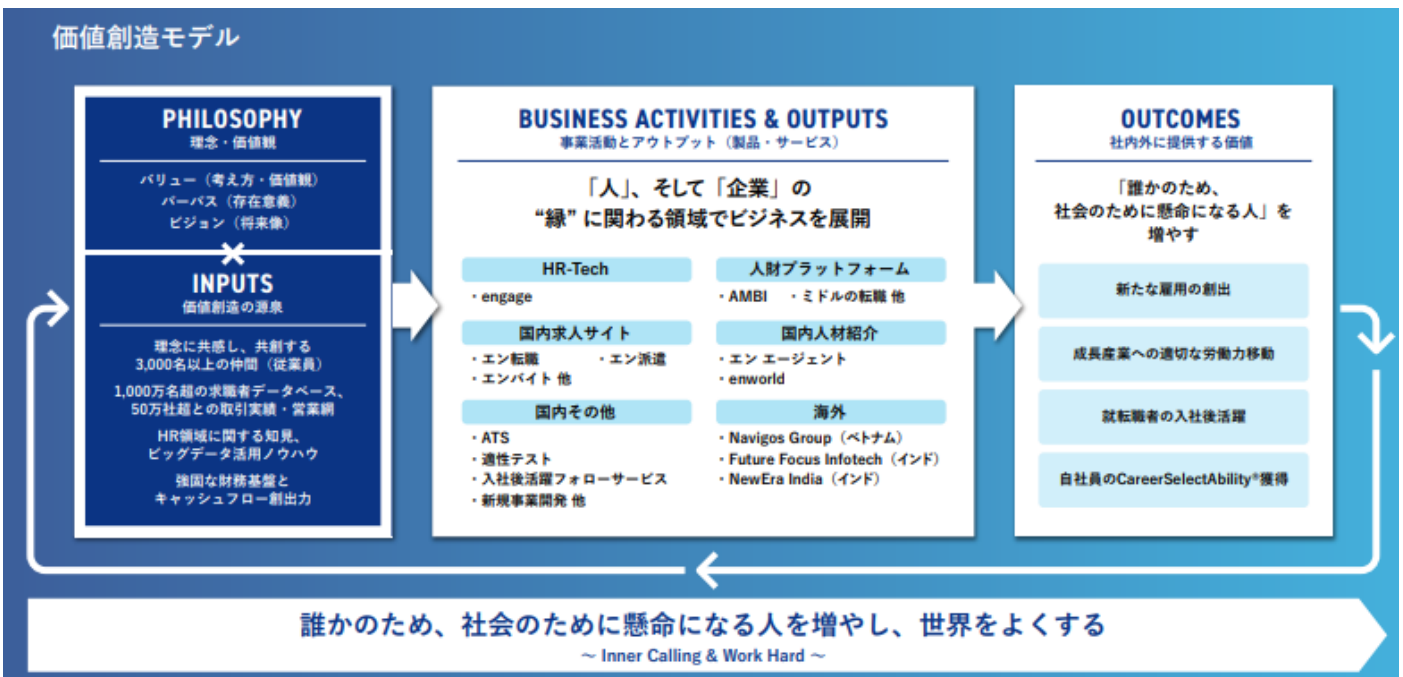 価値創造モデル
PHILOSOPHY
理念・価値観
バリュー（考え方・価値観）
パーパス（存在意義）
ビジョン（将来像）
×
INPUTS
価値創造の源泉
理念に共感し、共創する
3,000名以上の仲間（従業員）
1,000万名超の求職者データベース、
50万社超との取引実績・営業網
HR領域に関する知見、
ビッグデータ活用ノウハウ
強固な財務基盤と
キャッシュフロー創出力
BUSINESS ACTIVITIES & OUTPUTS
事業活動とアウトプット（製品・サービス）
「人」、そして「企業」の
“縁” に関わる領域でビジネスを展開
HR-Tech
・engage
人財プラットフォーム
・AMBI ・ミドルの転職 他
国内求人サイト
・エン転職 ・エン派遣
・エンバイト 他
国内人材紹介
・エン エージェント
・enworld
国内その他
・ATS
・適性テスト
・入社後活躍フォローサービス
・新規事業開発 他
海外
・Navigos Group（ベトナム）
・Future Focus Infotech（インド）
・NewEra India（インド）
OUTCOMES
社内外に提供する価値
「誰かのため、
社会のために懸命になる人」を
増やす
新たな雇用の創出
成長産業への適切な労働力移動
就転職者の入社後活躍
自社員のCareerSelectAbility®獲得
誰かのため、社会のために懸命になる人を増やし、世界をよくする
～ Inner Calling & Work Hard ～